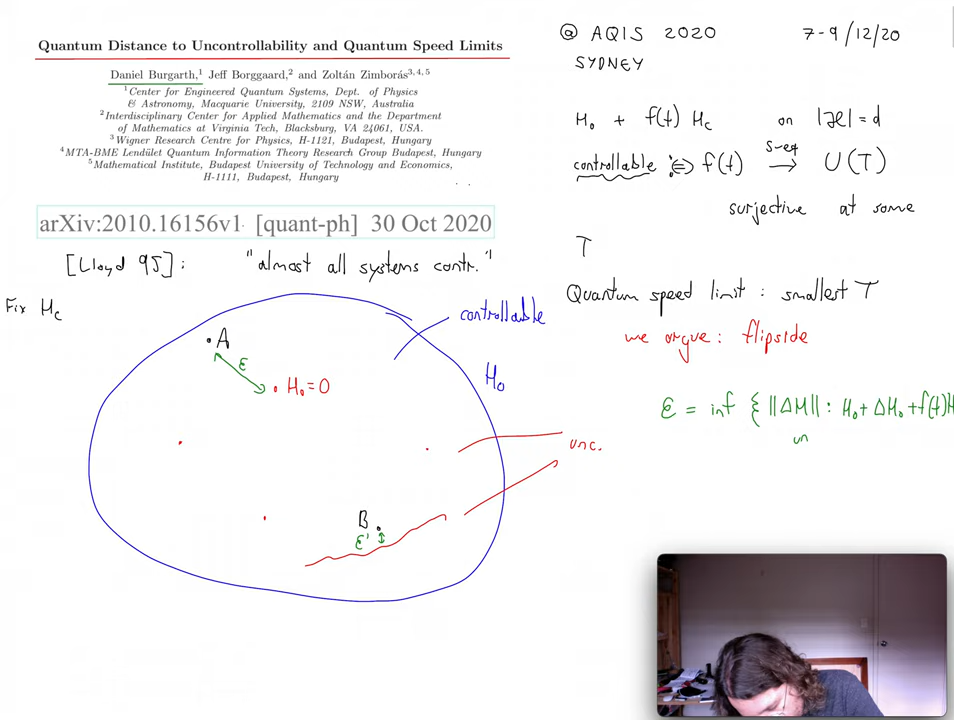 Quantum Distance to Uncontrollability and Quantum Speed Limits
Daniel Burgarth,1 Jeff Borggaard,2 and Zoltán Zimborás3, 4, 5
1Center for Engineered Quantum Systems, Dept. of Physics
& Astronomy, Macquarie University, 2109 NSW, Australia
2Interdisciplinary Center for Applied Mathematics and the Department
of Mathematics at Virginia Tech, Blacksburg, VA 24061, USA.
3Wigner Research Centre for Physics, H-1121, Budapest, Hungary
4MTA-BME Lendület Quantum Information Theory Research Group Budapest, Hungary
5Mathematical Institute, Budapest University of Technology and Economics,
H-1111, Budapest, Hungary
arXiv:2010.16156v1 [quant-ph] 30 Oct 2020
[Lloyd 95]: "almost all systems contr."
Fix Hc
controllable
A
ε
H₀=0
H₀
unc.
B
ε'
@ AQIS 2020 7-9/12/20
SYDNEY
H₀ + f(t) Hc on |ℋ| = d
controllable :⇔ f(t) S-eq → U(T)
surjective at some
T
Quantum speed limit: smallest T
we argue: flipside
ε = inf { ||ΔH|| : H₀+ΔH₀+f(t)H
un